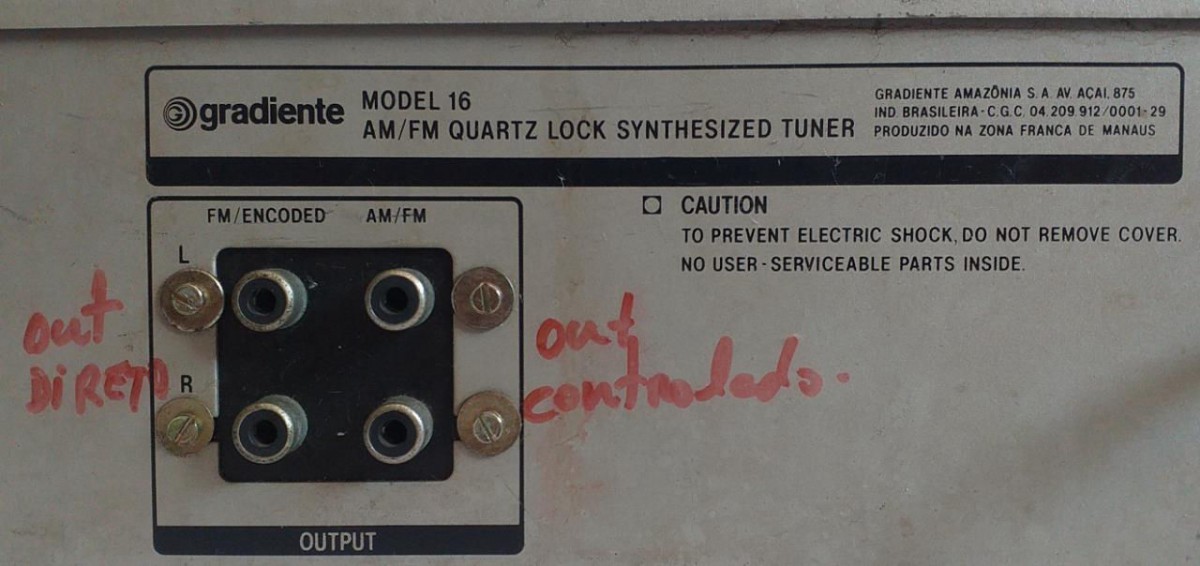 gradiente
MODEL 16
AM/FM QUARTZ LOCK SYNTHESIZED TUNER
GRADIENTE AMAZÔNIA S.A. AV. AÇAI, 875
IND. BRASILEIRA - C.G.C. 04.209.912/0001-29
PRODUZIDO NA ZONA FRANCA DE MANAUS
FM/ENCODED AM/FM
L
R
OUTPUT
CAUTION
TO PREVENT ELECTRIC SHOCK, DO NOT REMOVE COVER.
NO USER-SERVICEABLE PARTS INSIDE.
out
DIRETO
out
controlado.